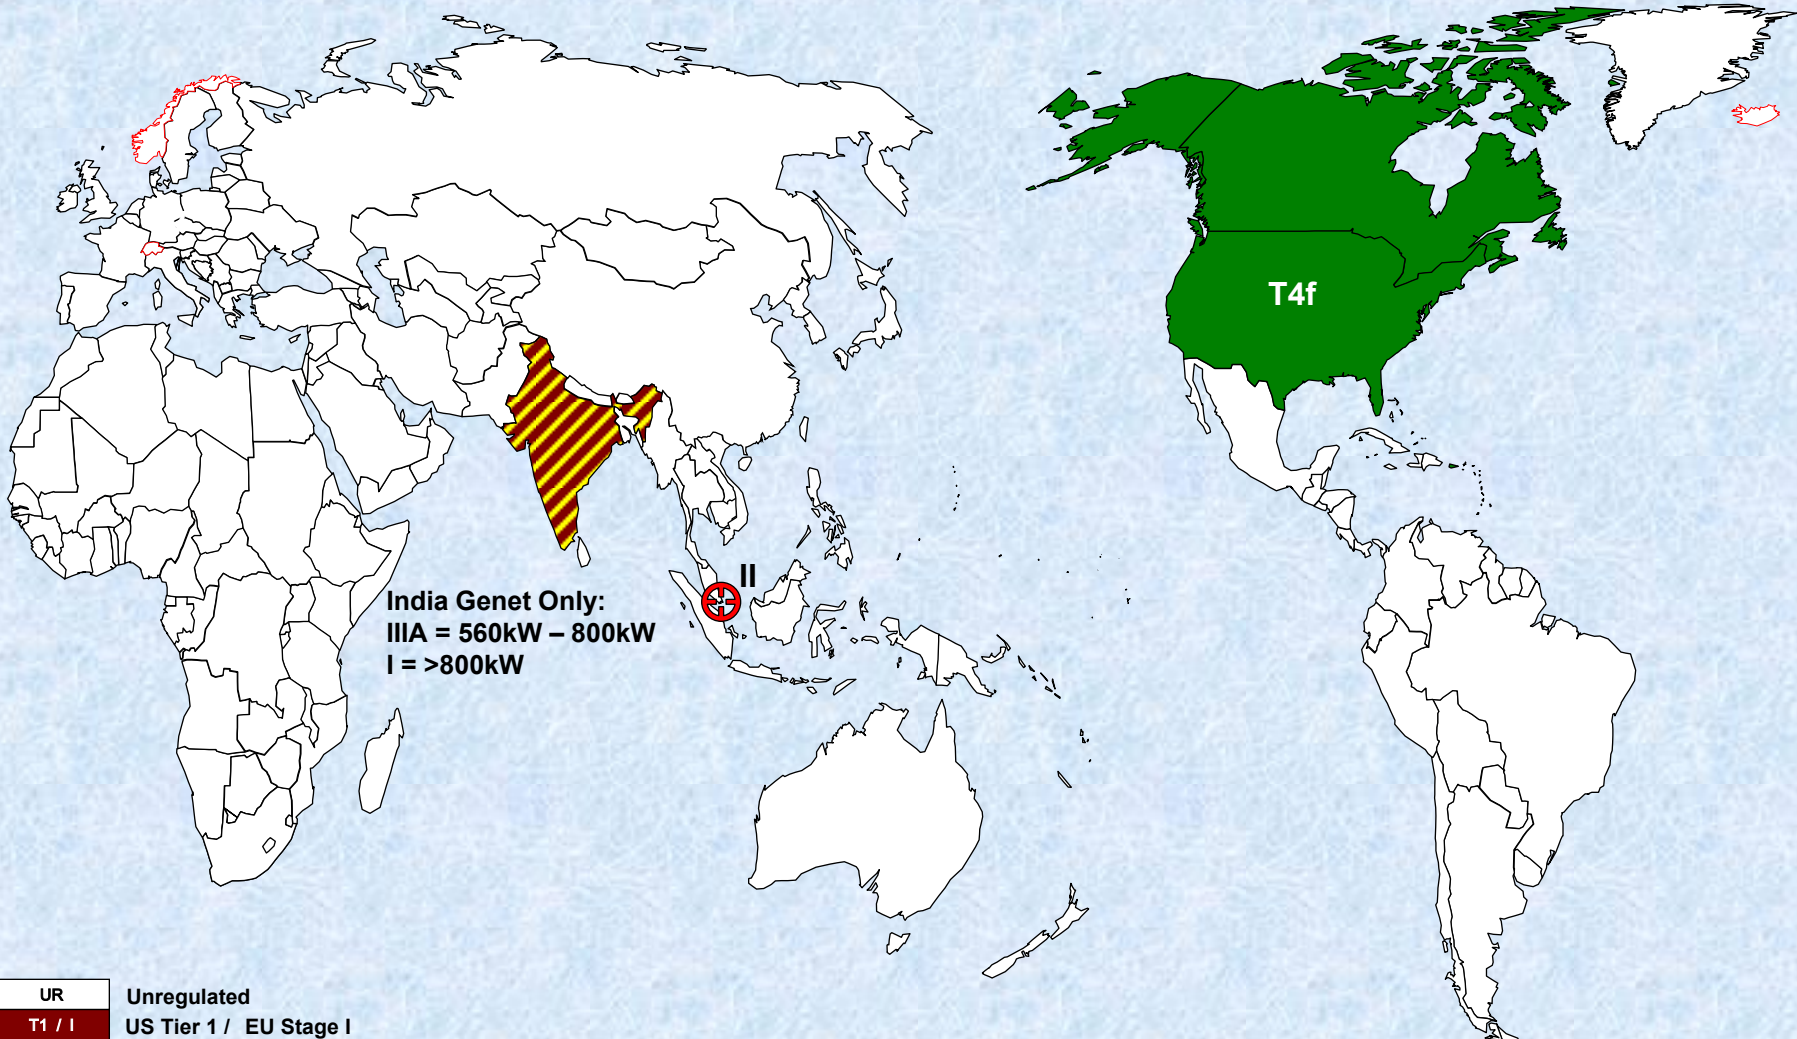 T4f
II
India Genet Only:
IIIA = 560kW – 800kW
I = >800kW
UR Unregulated
T1 / I US Tier 1 / EU Stage I